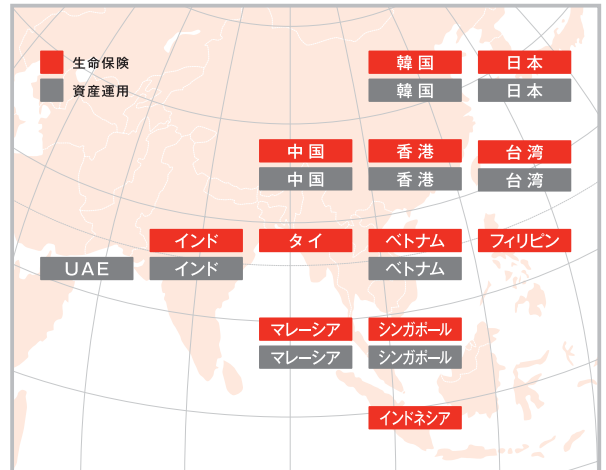 生命保険
資産運用
韓国
日本
韓国
日本
中国
香港
台湾
中国
香港
台湾
インド
タイ
ベトナム
フィリピン
UAE
インド
ベトナム
マレーシア
シンガポール
マレーシア
シンガポール
インドネシア